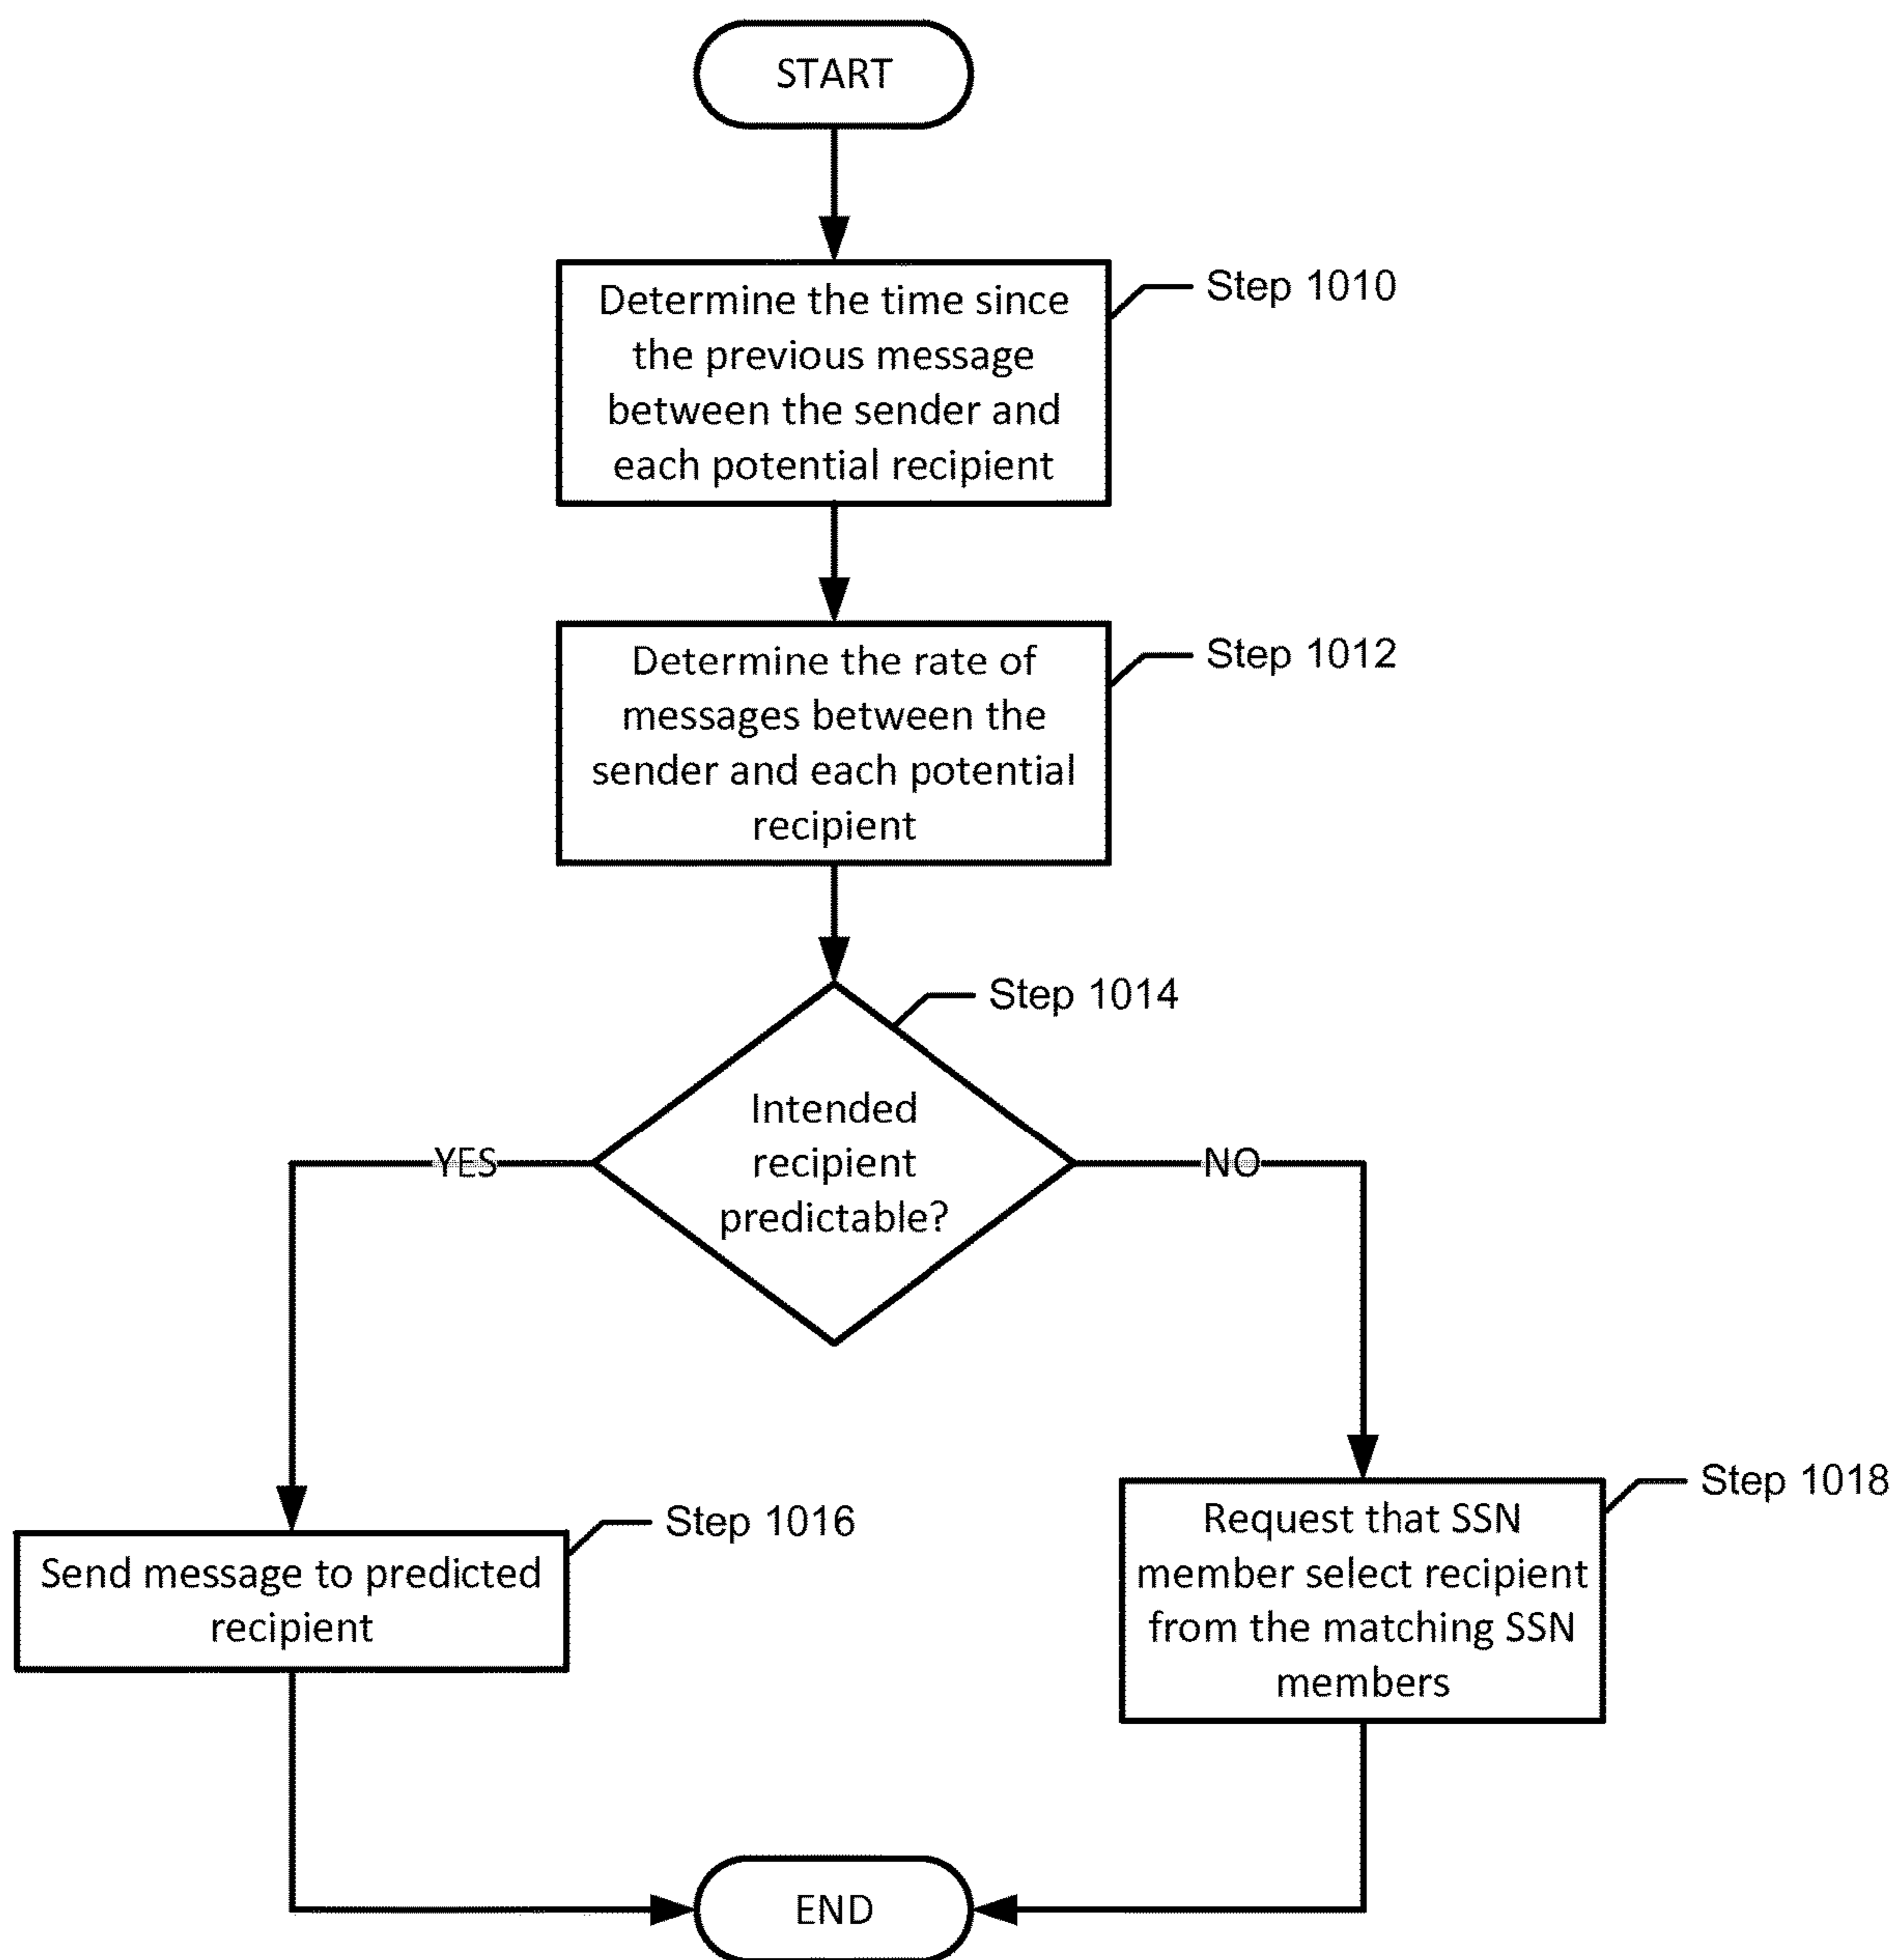 START
Determine the time since
the previous message
between the sender and
each potential recipient
Step 1010
Determine the rate of
messages between the
sender and each potential
recipient
Step 1012
Step 1014
Intended
recipient
predictable?
YES
NO
Send message to predicted
recipient
Step 1016
Request that SSN
member select recipient
from the matching SSN
members
Step 1018
END